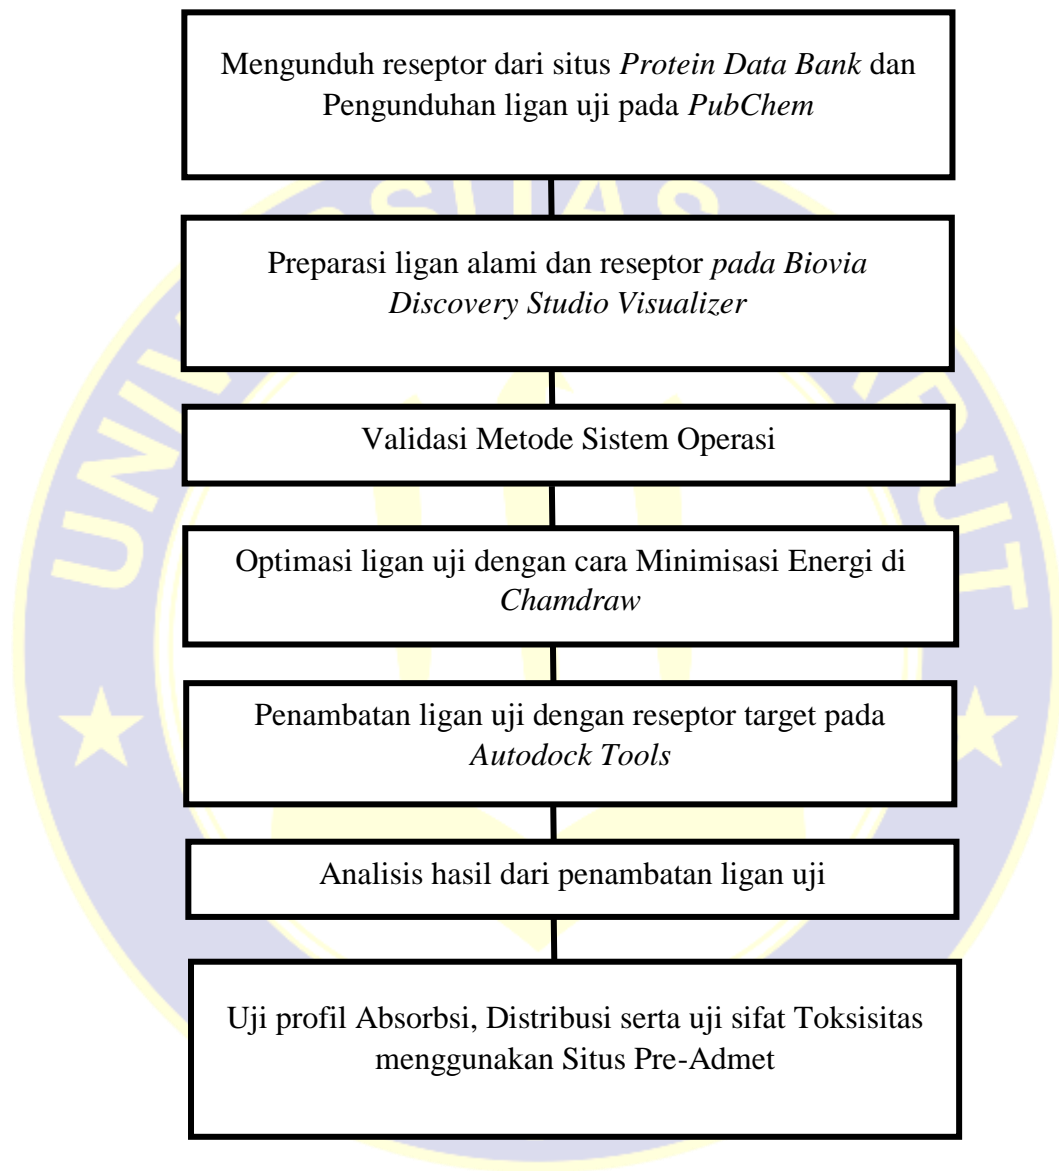 Mengunduh reseptor dari situs Protein Data Bank dan
Pengunduhan ligan uji pada PubChem
Preparasi ligan alami dan reseptor pada Biovia
Discovery Studio Visualizer
Validasi Metode Sistem Operasi
Optimasi ligan uji dengan cara Minimisasi Energi di
Chamdraw
Penambatan ligan uji dengan reseptor target pada
Autodock Tools
Analisis hasil dari penambatan ligan uji
Uji profil Absorbsi, Distribusi serta uji sifat Toksisitas
menggunakan Situs Pre-Admet